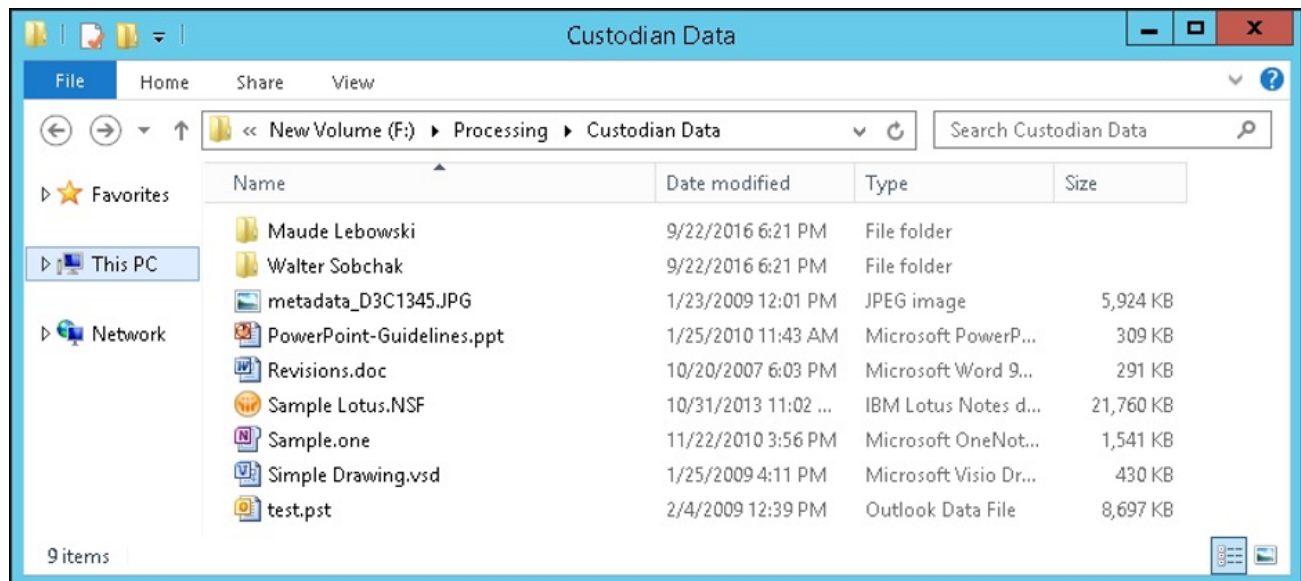 Custodian Data
File Home Share View
« New Volume (F:) Processing Custodian Data Search Custodian Data
Name Date modified Type Size
Favorites
This PC
Network
Maude Lebowski 9/22/2016 6:21 PM File folder
Walter Sobchak 9/22/2016 6:21 PM File folder
metadata_D3C1345.JPG 1/23/2009 12:01 PM JPEG image 5,924 KB
PowerPoint-Guidelines.ppt 1/25/2010 11:43 AM Microsoft PowerP... 309 KB
Revisions.doc 10/20/2007 6:03 PM Microsoft Word 9... 291 KB
Sample Lotus.NSF 10/31/2013 11:02 ... IBM Lotus Notes d... 21,760 KB
Sample.one 11/22/2010 3:56 PM Microsoft OneNot... 1,541 KB
Simple Drawing.vsd 1/25/2009 4:11 PM Microsoft Visio Dr... 430 KB
test.pst 2/4/2009 12:39 PM Outlook Data File 8,697 KB
9 items